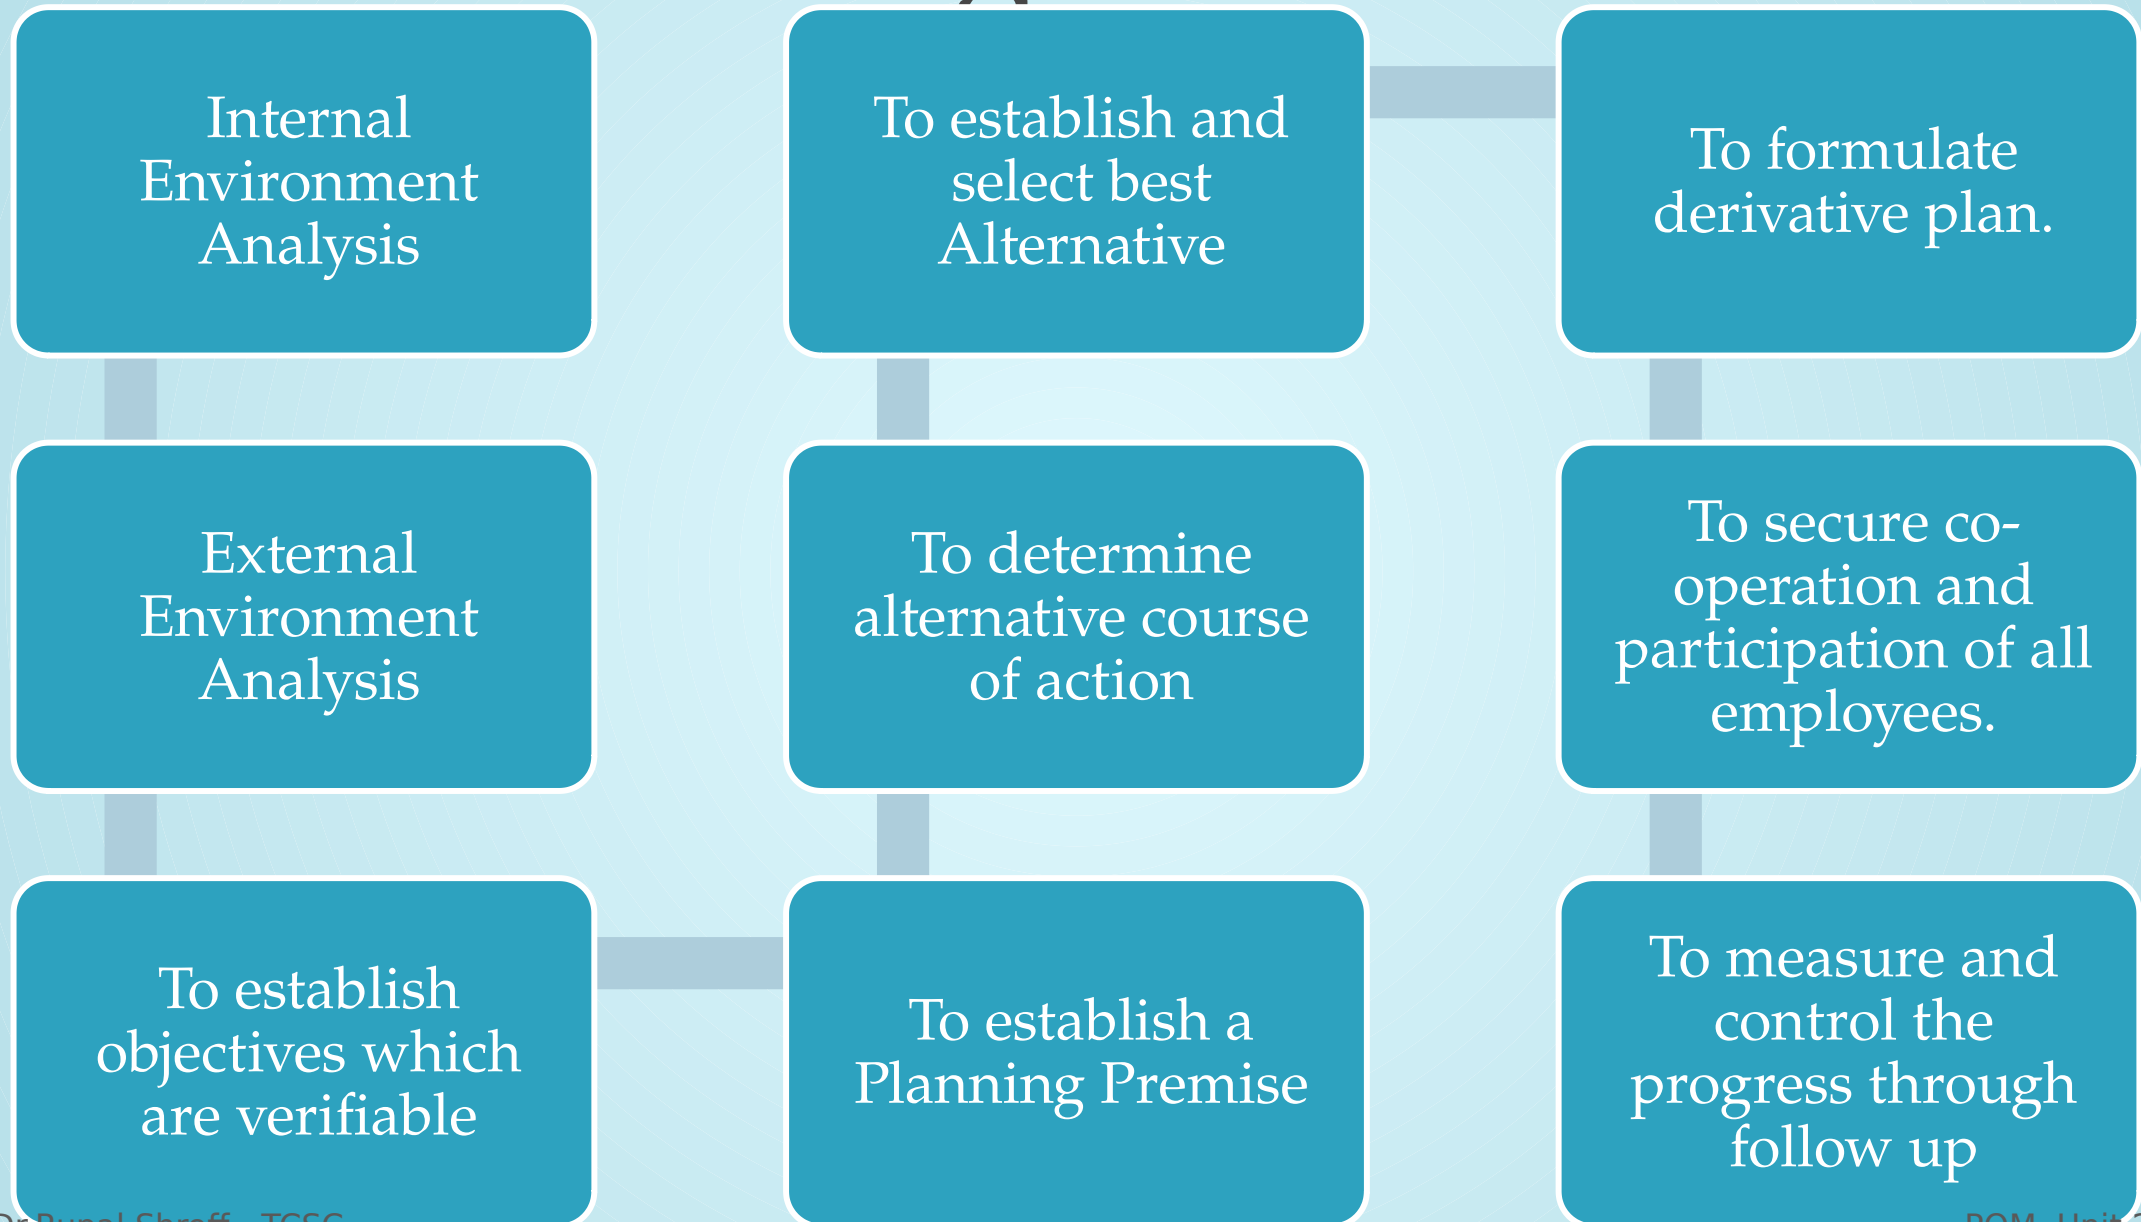 Internal
Environment
Analysis
External
Environment
Analysis
To establish
objectives which
are verifiable
To establish a
Planning Premise
To determine
alternative course
of action
To establish and
select best
Alternative
To formulate
derivative plan.
To secure co-
operation and
participation of all
employees.
To measure and
control the
progress through
follow up